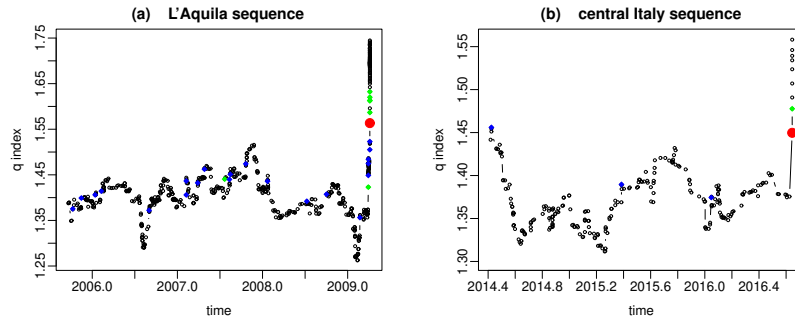 (a) L'Aquila sequence
q index
1.75
1.65
1.55
1.45
1.35
1.25
2006.0 2007.0 2008.0 2009.0
time
(b) central Italy sequence
q index
1.55
1.50
1.45
1.40
1.35
1.30
2014.4 2014.8 2015.2 2015.6 2016.0 2016.4
time